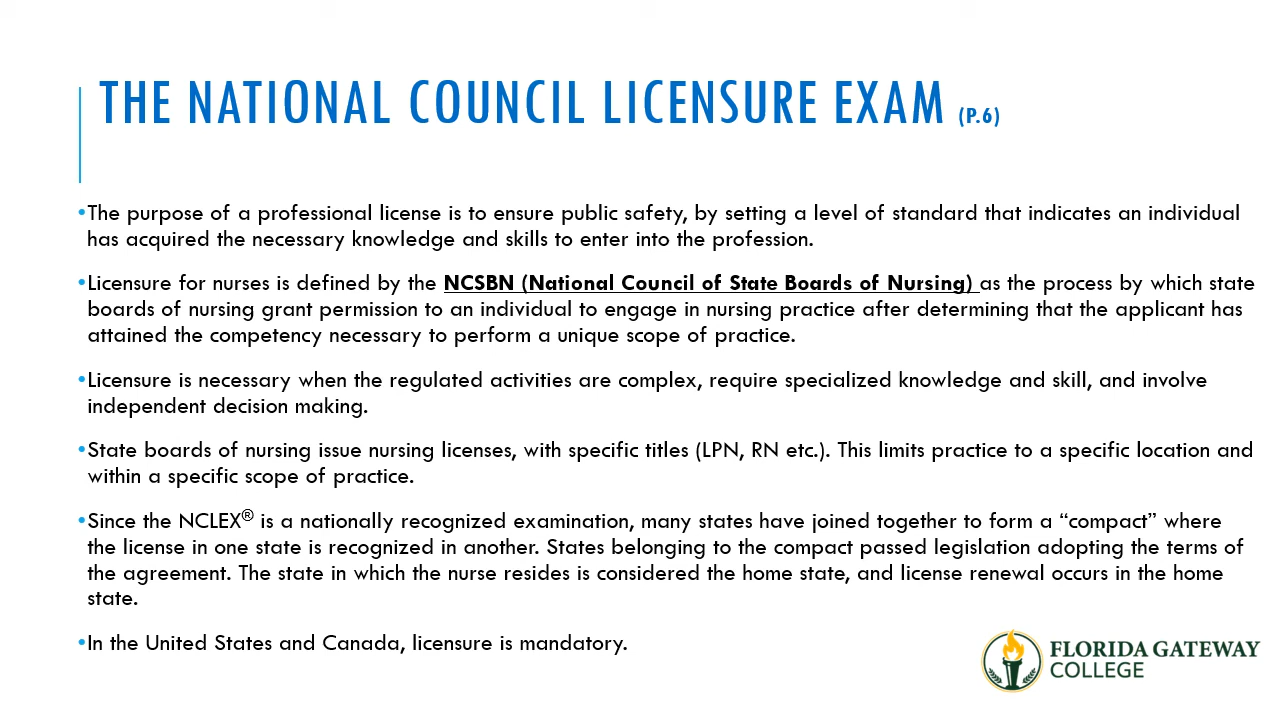 THE NATIONAL COUNCIL LICENSURE EXAM (P.6)
•The purpose of a professional license is to ensure public safety, by setting a level of standard that indicates an individual
has acquired the necessary knowledge and skills to enter into the profession.
•Licensure for nurses is defined by the NCSBN (National Council of State Boards of Nursing) as the process by which state
boards of nursing grant permission to an individual to engage in nursing practice after determining that the applicant has
attained the competency necessary to perform a unique scope of practice.
•Licensure is necessary when the regulated activities are complex, require specialized knowledge and skill, and involve
independent decision making.
•State boards of nursing issue nursing licenses, with specific titles (LPN, RN etc.). This limits practice to a specific location and
within a specific scope of practice.
•Since the NCLEX® is a nationally recognized examination, many states have joined together to form a “compact” where
the license in one state is recognized in another. States belonging to the compact passed legislation adopting the terms of
the agreement. The state in which the nurse resides is considered the home state, and license renewal occurs in the home
state.
•In the United States and Canada, licensure is mandatory.
FLORIDA GATEWAY
COLLEGE